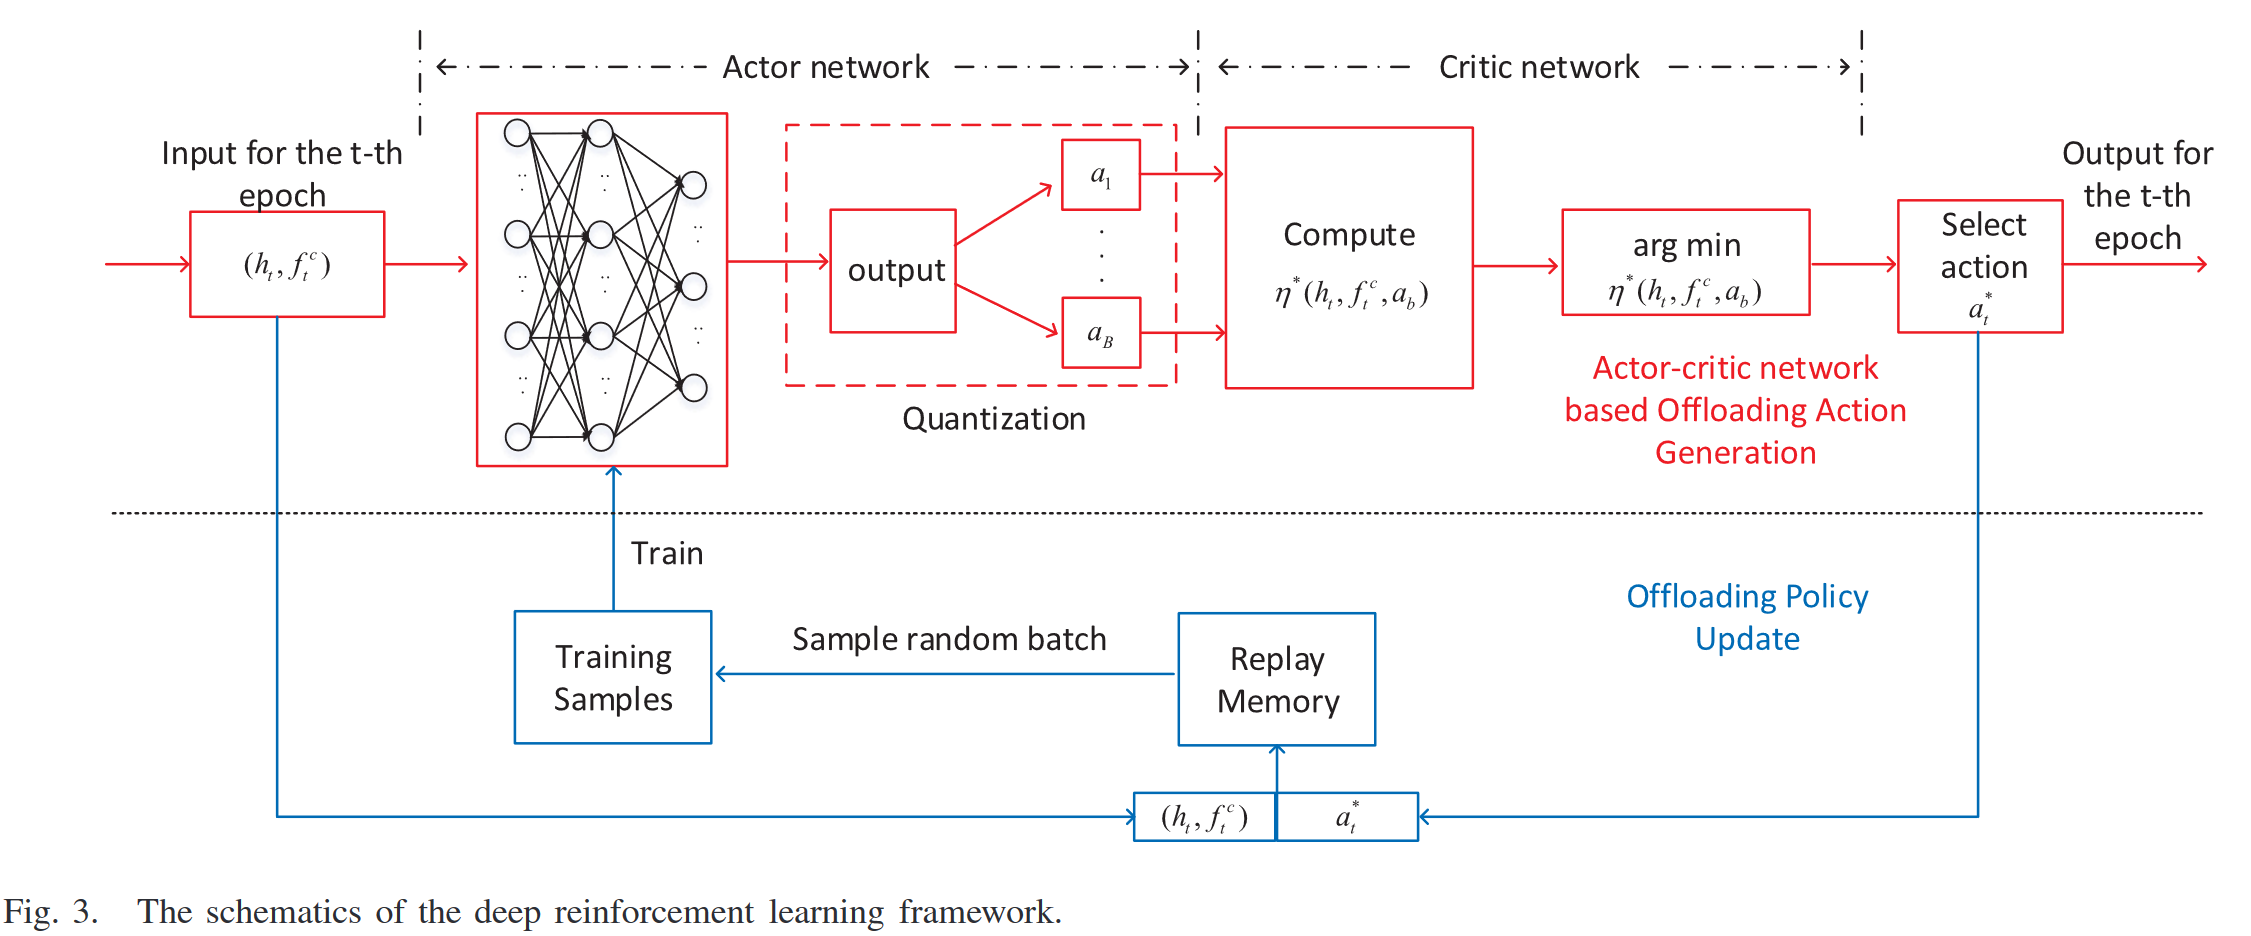 Actor network
Critic network
Input for the t-th
epoch
(h_t, f_t^c)
output
a_1
a_B
Quantization
Compute
η^*(h_t, f_t^c, a_b)
arg min
η^*(h_t, f_t^c, a_b)
Select
action
a_t^*
Output for
the t-th
epoch
Actor-critic network
based Offloading Action
Generation
Train
Training
Samples
Sample random batch
Replay
Memory
Offloading Policy
Update
(h_t, f_t^c)
a_t^*
Fig. 3. The schematics of the deep reinforcement learning framework.